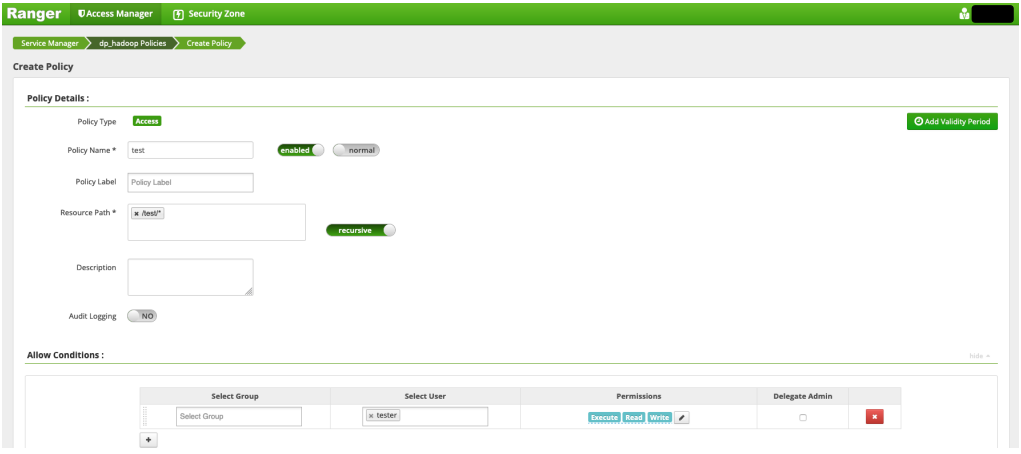 Ranger Access Manager Security Zone
Service Manager dp_hadoop Policies Create Policy
Create Policy
Policy Details :
Policy Type Access Add Validity Period
Policy Name * test enabled normal
Policy Label Policy Label
Resource Path * × /test/*
recursive
Description
Audit Logging NO
Allow Conditions : hide
Select Group Select User Permissions Delegate Admin
Select Group × tester Execute Read Write ×
+